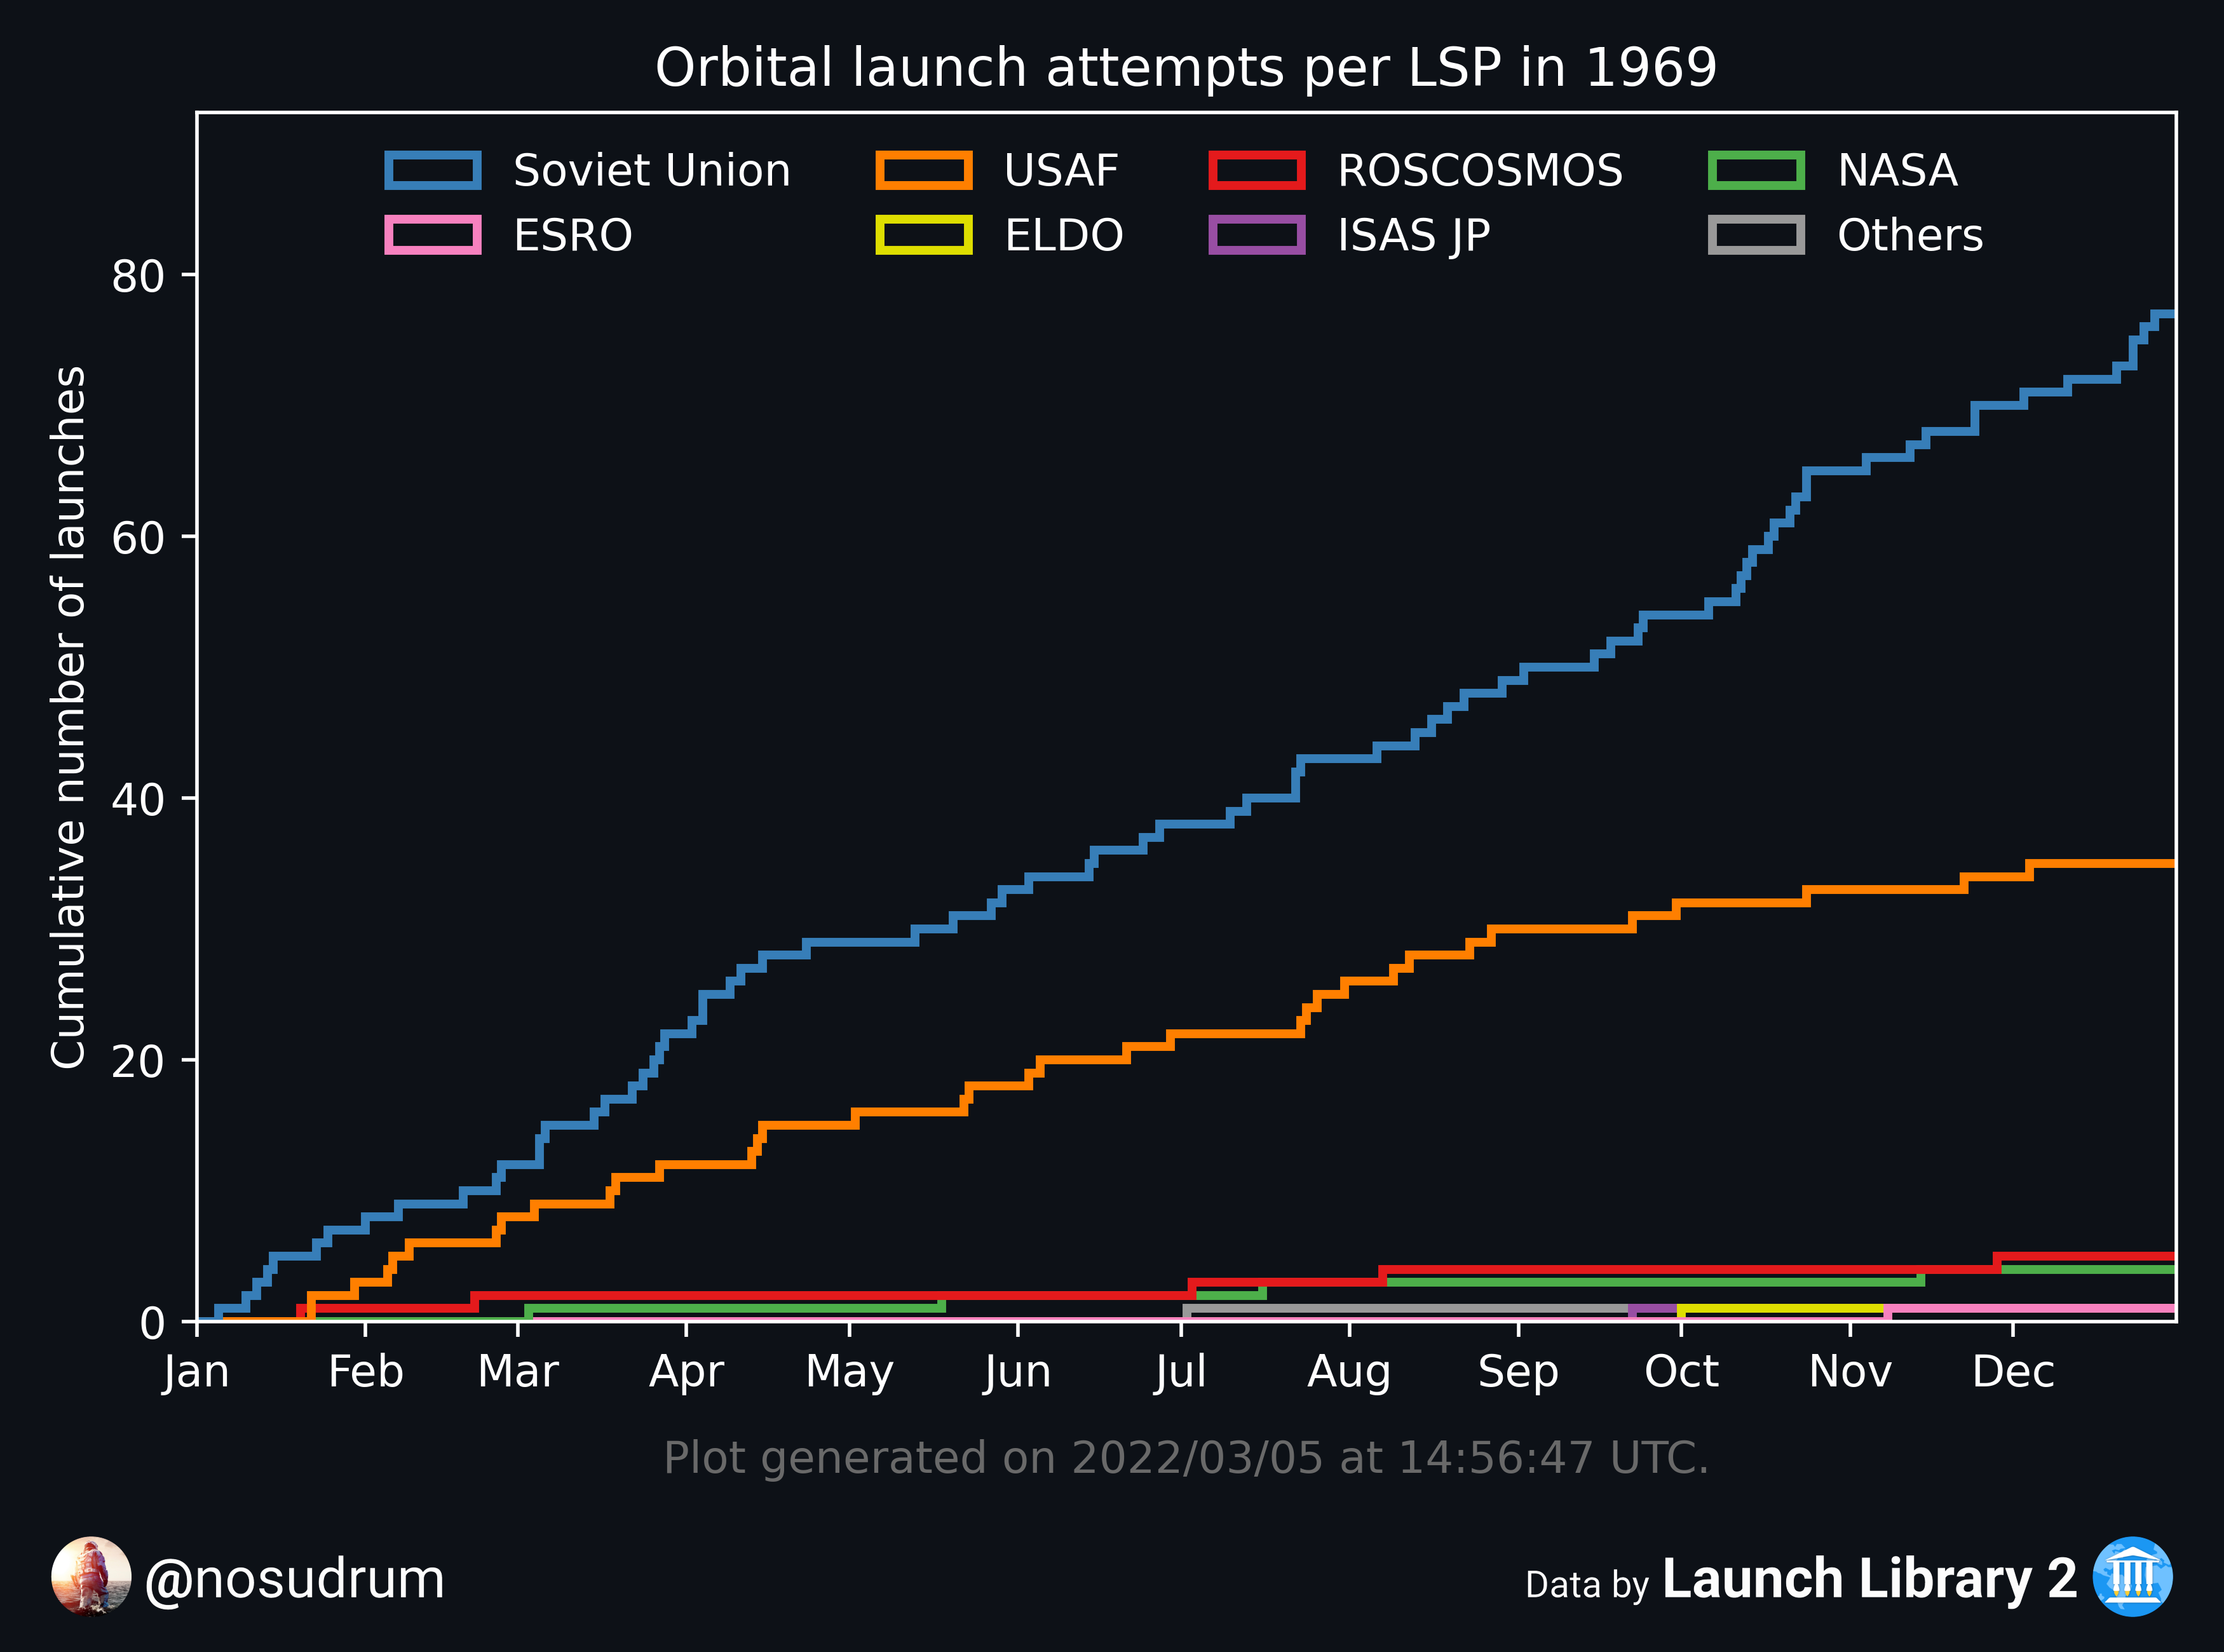 Orbital launch attempts per LSP in 1969
Soviet Union USAF ROSCOSMOS NASA
ESRO ELDO ISAS JP Others
Cumulative number of launches
80
60
40
20
0
Jan Feb Mar Apr May Jun Jul Aug Sep Oct Nov Dec
Plot generated on 2022/03/05 at 14:56:47 UTC.
@nosudrum
Data by Launch Library 2